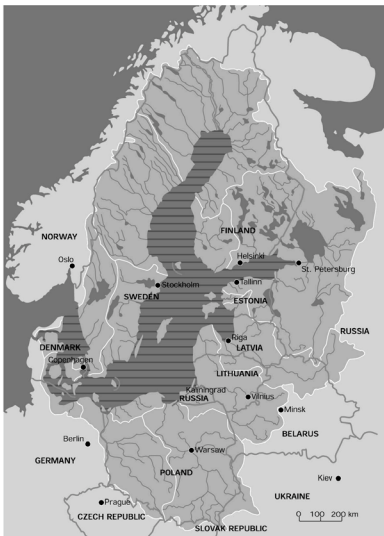 FINLAND
NORWAY
Helsinki
Oslo
St. Petersburg
Tallinn
Stockholm
SWEDEN
ESTONIA
RUSSIA
Riga
DENMARK
LATVIA
Copenhagen
LITHUANIA
Kaliningrad
RUSSIA
Vilnius
Minsk
BELARUS
Berlin
Warsaw
GERMANY
POLAND
Kiev
UKRAINE
Prague
CZECH REPUBLIC
0 200 km
SLOVAK REPUBLIC